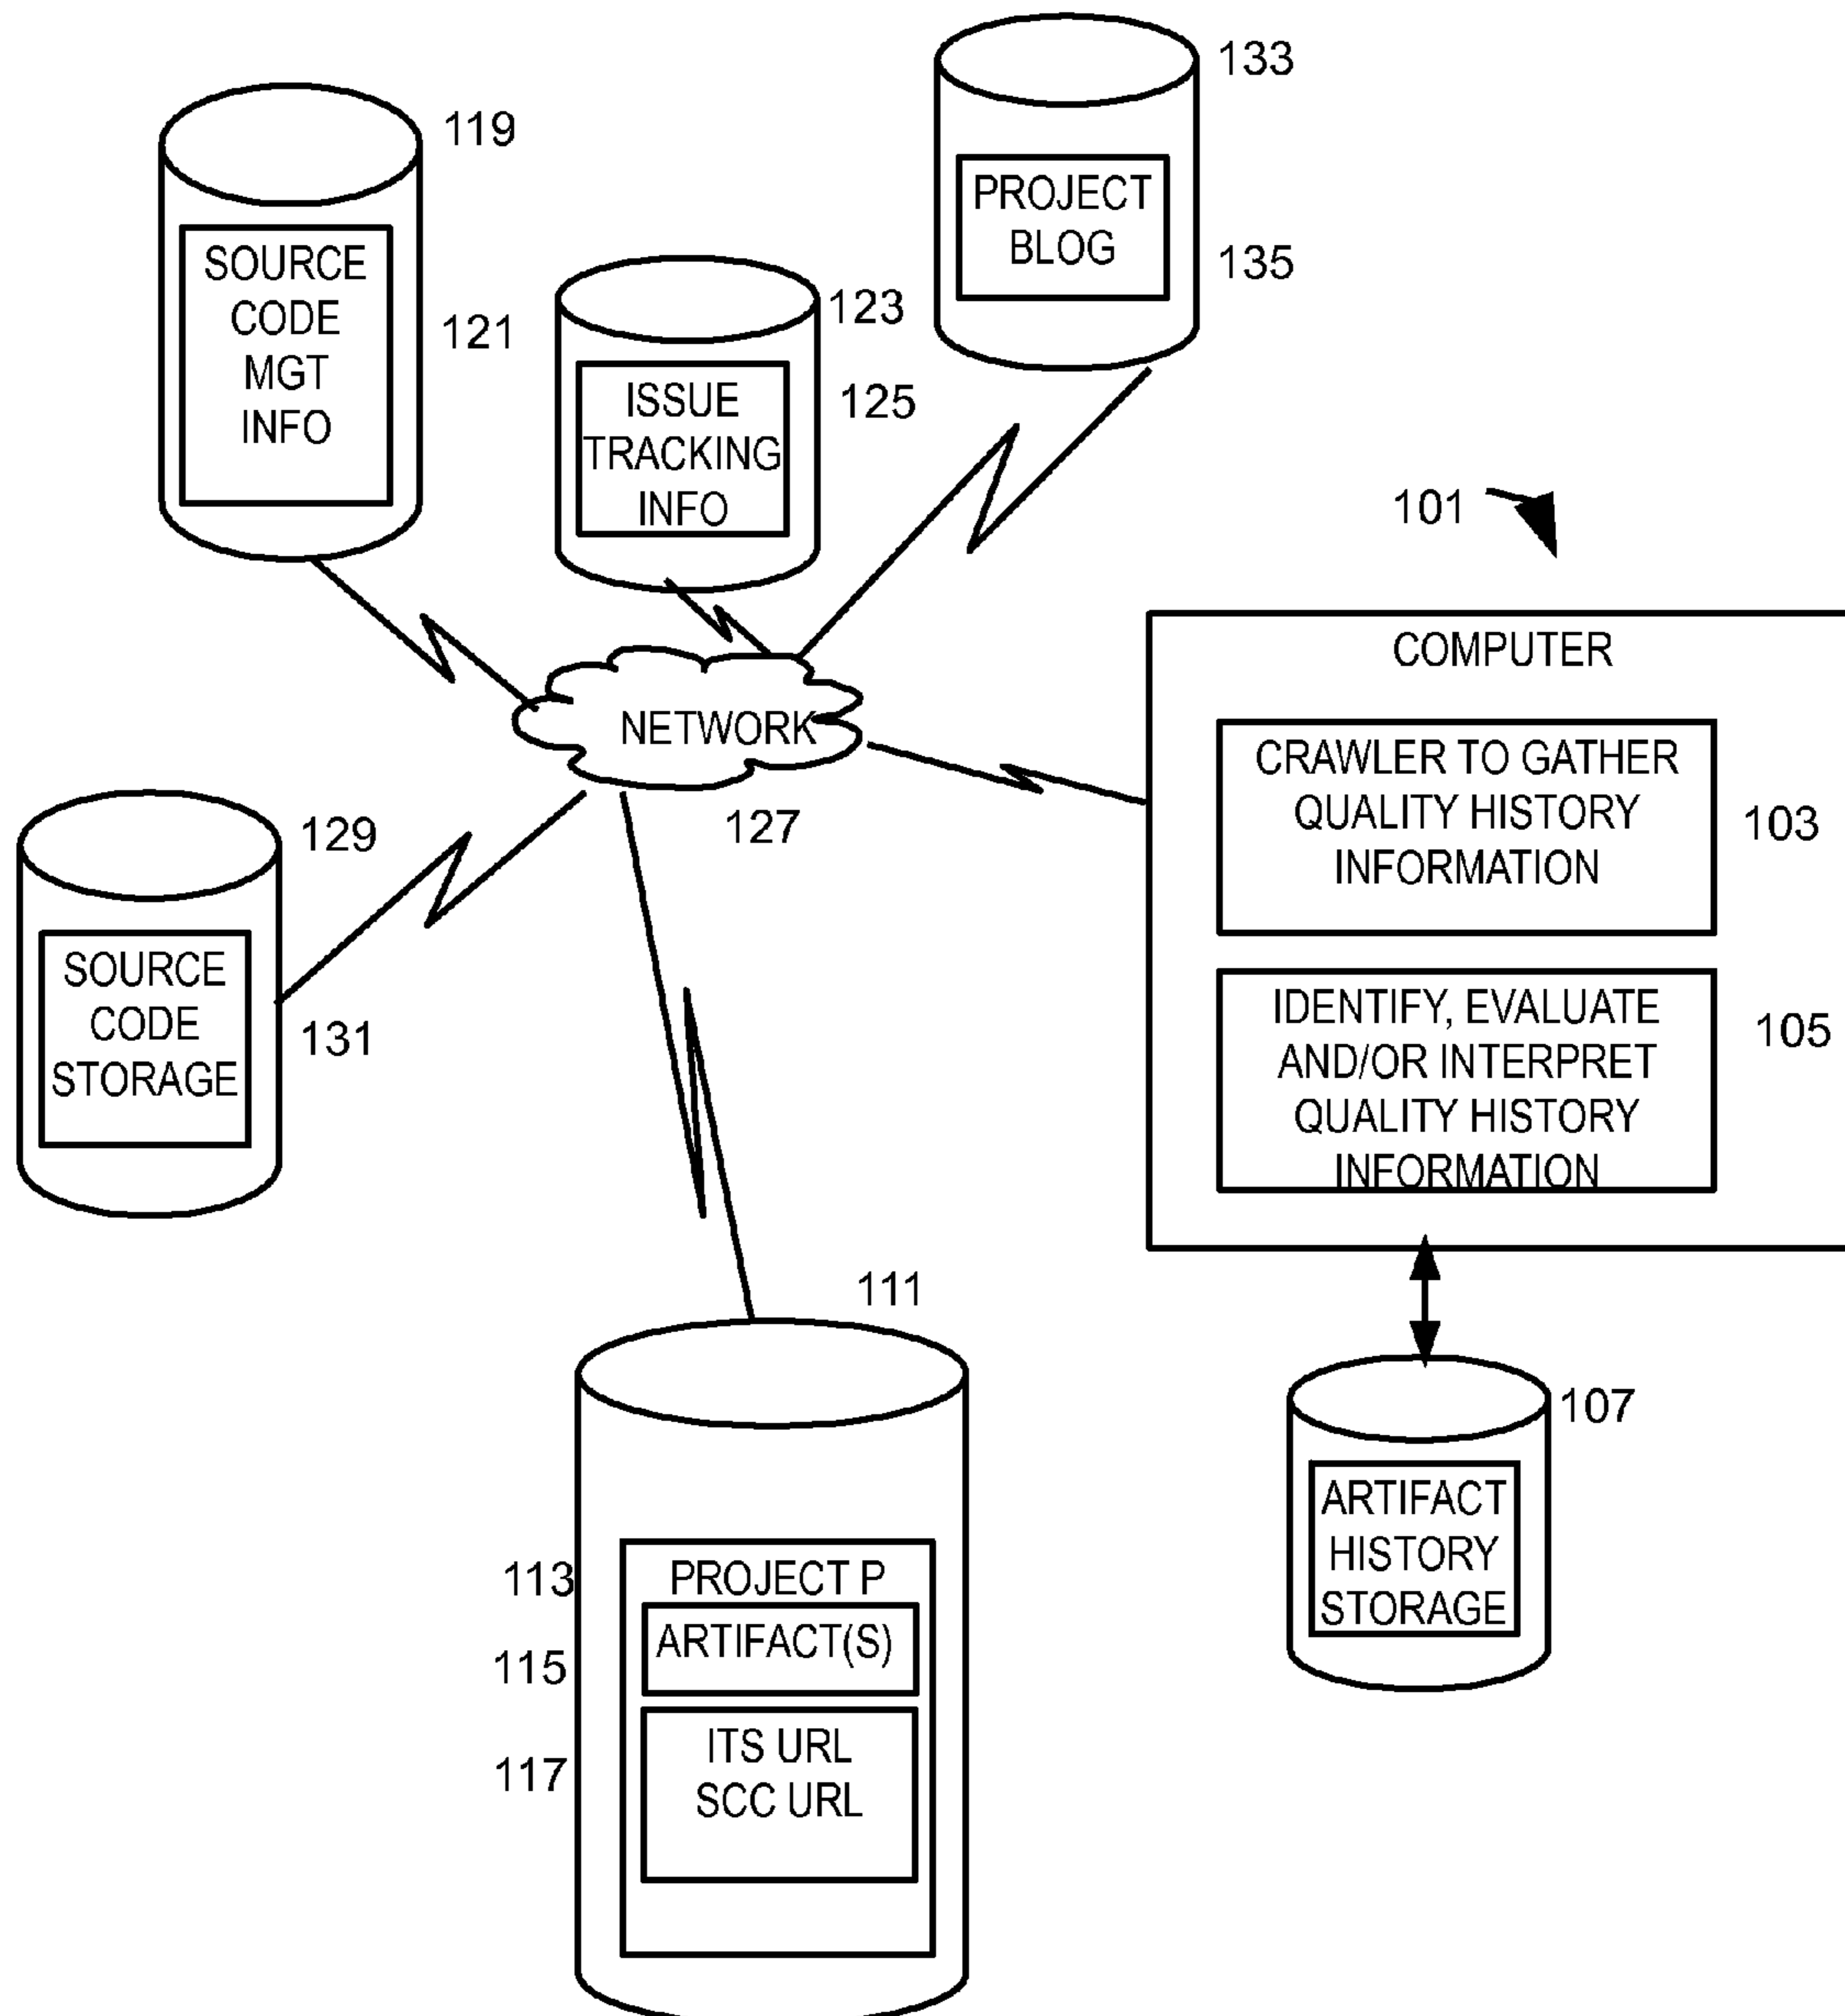 133
119
PROJECT
BLOG
135
SOURCE
CODE
MGT
INFO
121
123
ISSUE
TRACKING
INFO
125
101
COMPUTER
NETWORK
127
CRAWLER TO GATHER
QUALITY HISTORY
INFORMATION
103
129
SOURCE
CODE
STORAGE
131
IDENTIFY, EVALUATE
AND/OR INTERPRET
QUALITY HISTORY
INFORMATION
105
111
107
ARTIFACT
HISTORY
STORAGE
113
PROJECT P
ARTIFACT(S)
115
ITS URL
SCC URL
117